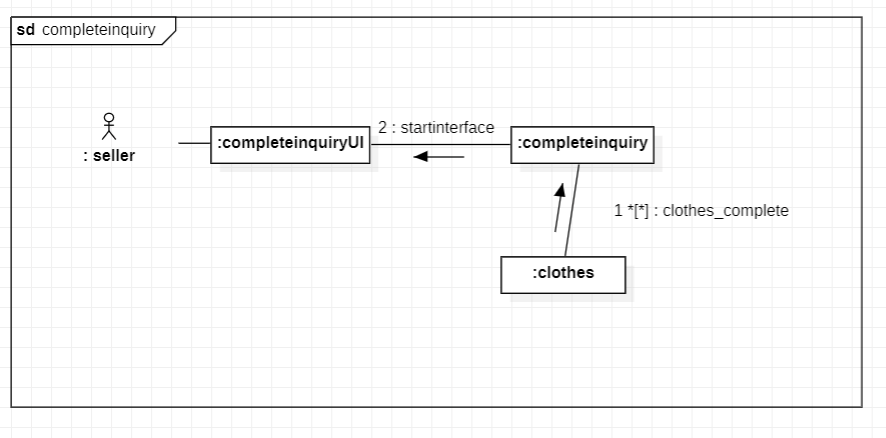 sd completeinquiry
: seller
:completeinquiryUI
2 : startinterface
:completeinquiry
1 *[*] : clothes_complete
:clothes